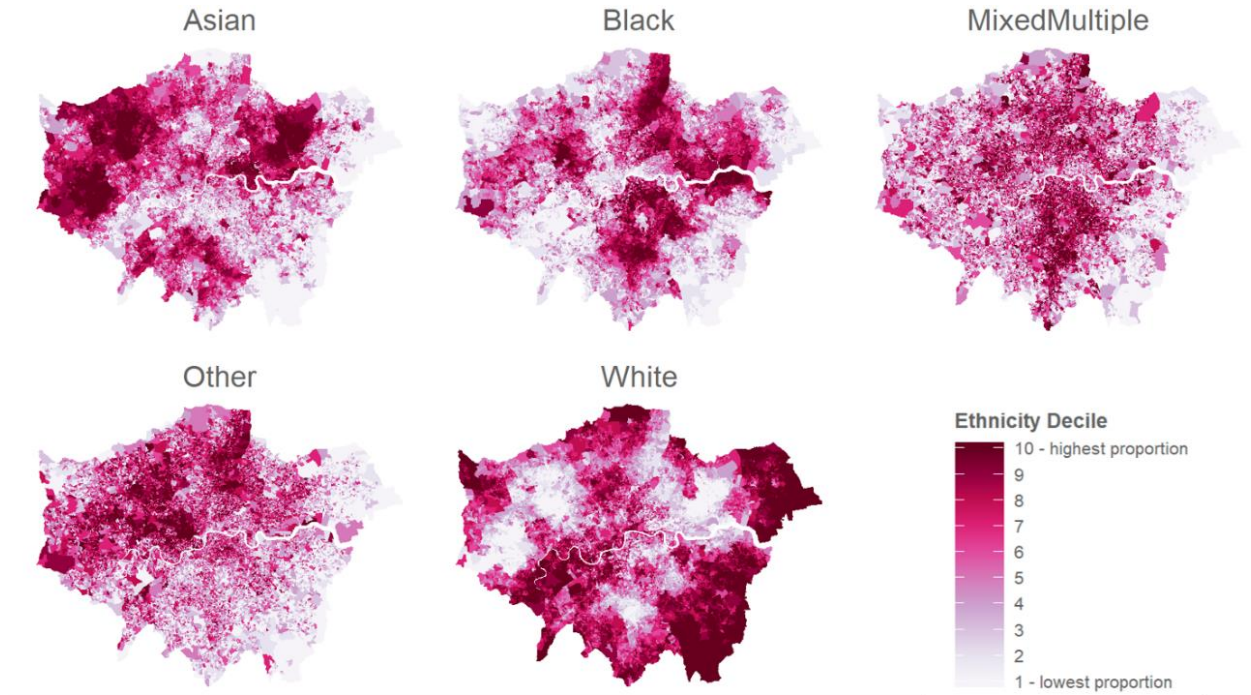 Asian
Black
MixedMultiple
Other
White
Ethnicity Decile
10 - highest proportion
9
8
7
6
5
4
3
2
1 - lowest proportion